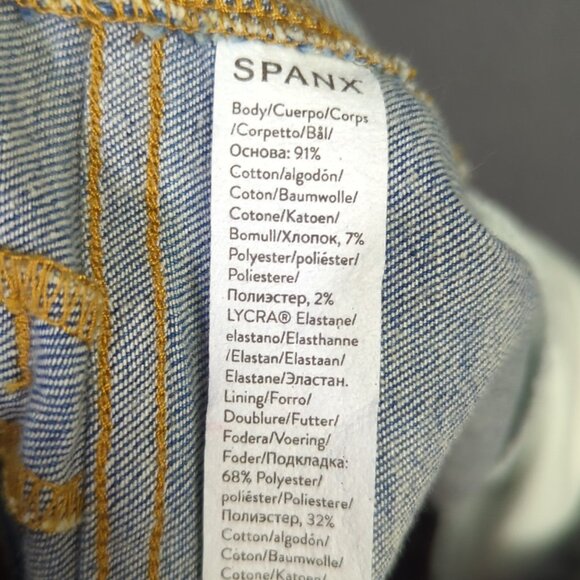 SPANX
Body/Cuerpo/Corps
/Corpetto/Bål/
Основа: 91%
Cotton/algodón/
Coton/Baumwolle/
Cotone/Katoen/
Bomull/Хлопок, 7%
Polyester/poliéster/
Poliestere/
Полиэстер, 2%
LYCRA® Elastane/
elastano/Elasthanne
/Elastan/Elastaan/
Elastane/Эластан.
Lining/Forro/
Doublure/Futter/
Fodera/Voering/
Foder/Подкладка:
68% Polyester/
poliéster/Poliestere/
Полиэстер, 32%
Cotton/algodón/
Coton/Baumwolle/
Cotone/Katoen/